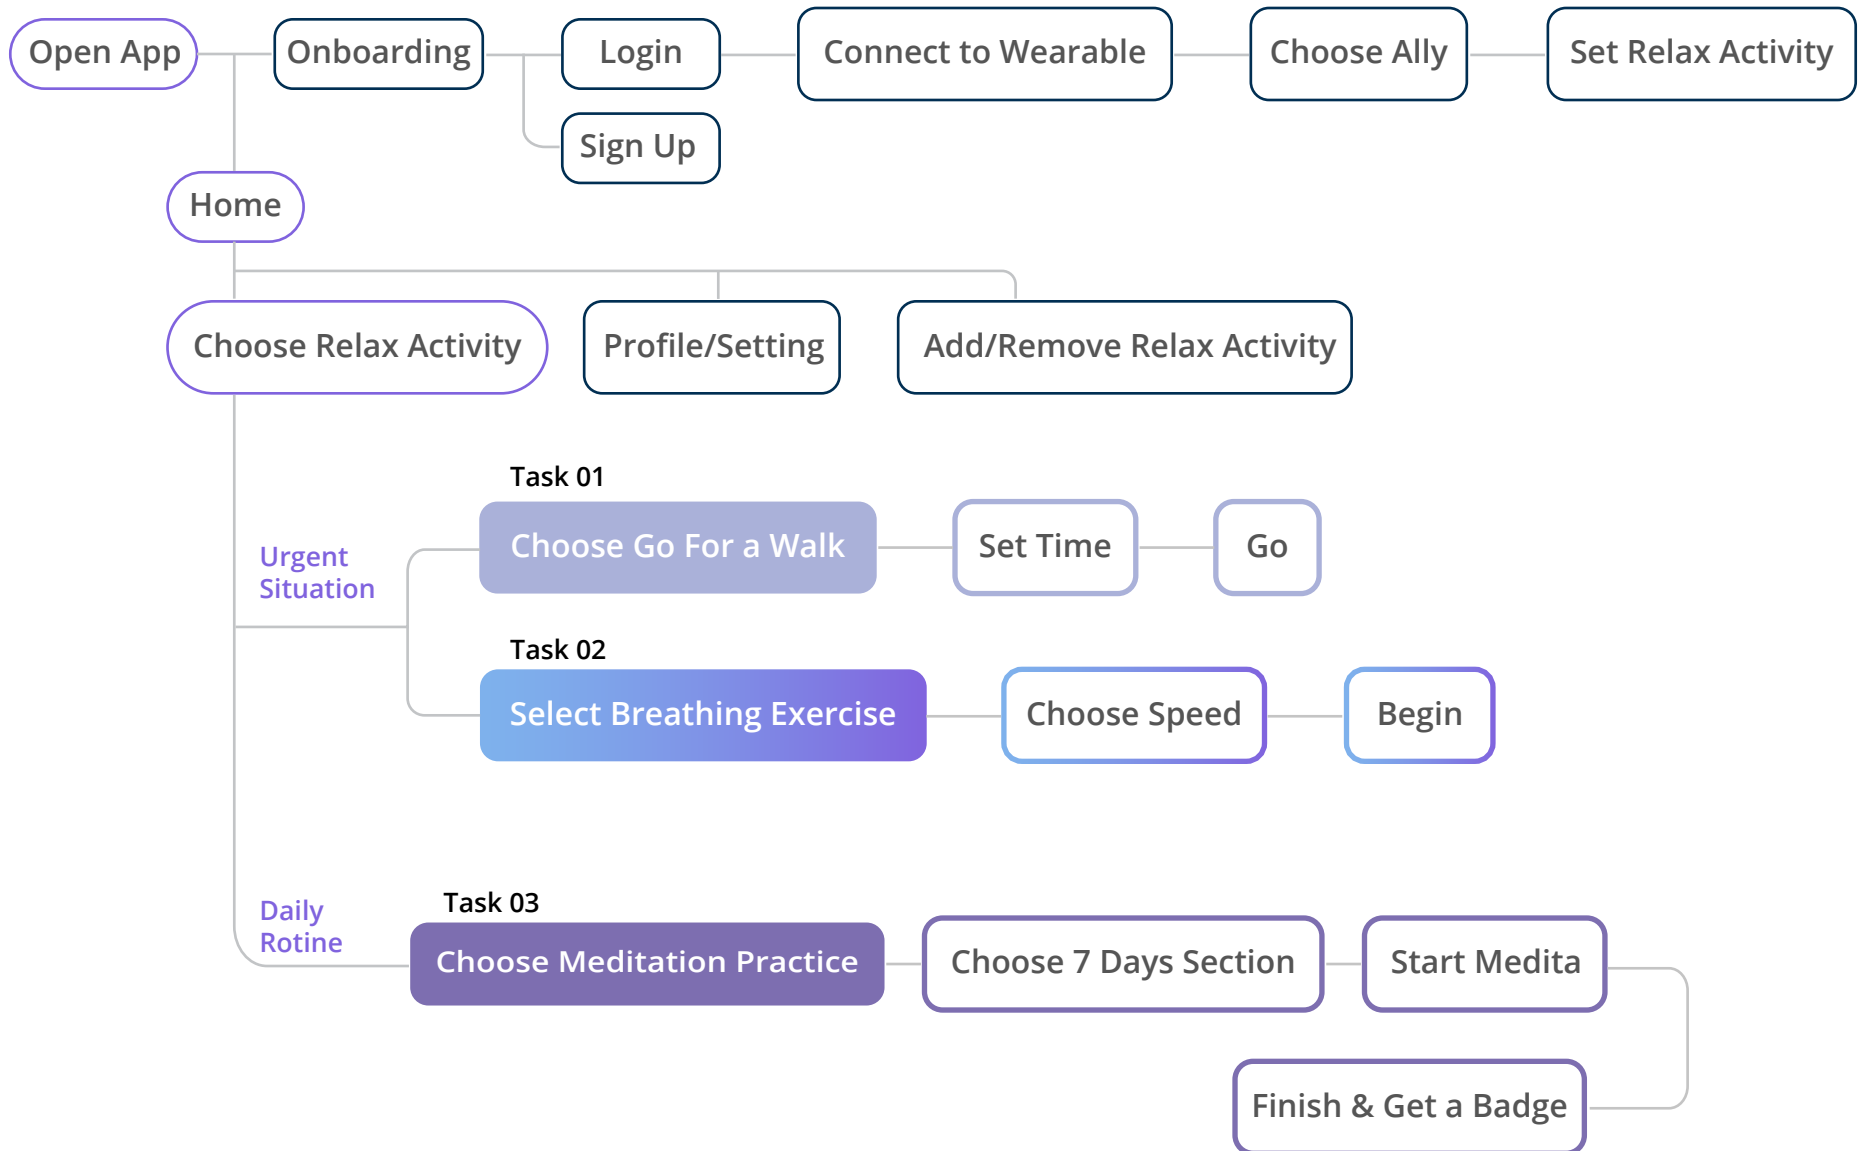 Open App
Onboarding
Login
Connect to Wearable
Choose Ally
Set Relax Activity
Sign Up
Home
Choose Relax Activity
Profile/Setting
Add/Remove Relax Activity
Task 01
Urgent
Situation
Choose Go For a Walk
Set Time
Go
Task 02
Select Breathing Exercise
Choose Speed
Begin
Daily
Rotine
Task 03
Choose Meditation Practice
Choose 7 Days Section
Start Medita
Finish & Get a Badge